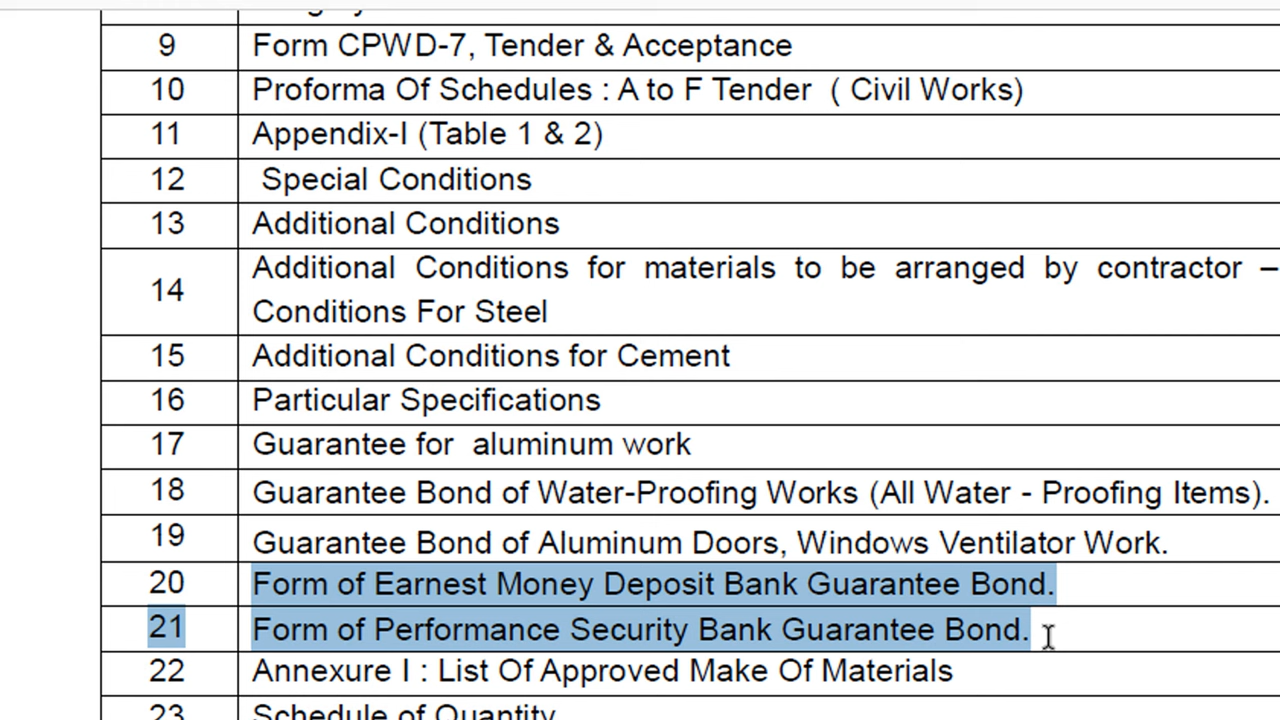 9 Form CPWD-7, Tender & Acceptance
10 Proforma Of Schedules : A to F Tender ( Civil Works)
11 Appendix-I (Table 1 & 2)
12 Special Conditions
13 Additional Conditions
14 Additional Conditions for materials to be arranged by contractor –
Conditions For Steel
15 Additional Conditions for Cement
16 Particular Specifications
17 Guarantee for aluminum work
18 Guarantee Bond of Water-Proofing Works (All Water - Proofing Items).
19 Guarantee Bond of Aluminum Doors, Windows Ventilator Work.
20 Form of Earnest Money Deposit Bank Guarantee Bond.
21 Form of Performance Security Bank Guarantee Bond.
22 Annexure I : List Of Approved Make Of Materials
23 Schedule of Quantity